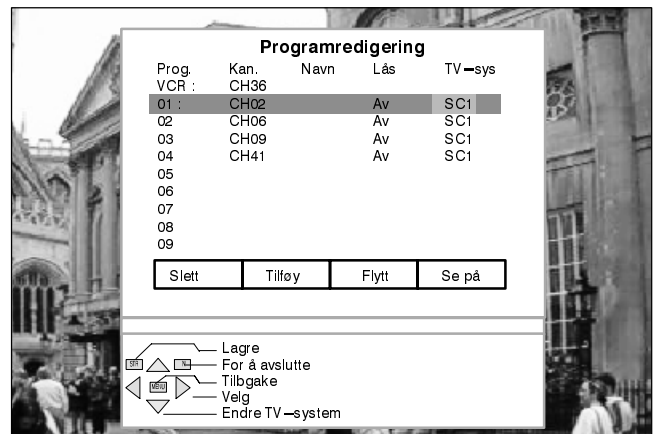 Programredigering
Prog. Kan. Navn Lås TV–sys
VCR : CH36
01 : CH02 Av SC1
02 CH06 Av SC1
03 CH09 Av SC1
04 CH41 Av SC1
05
06
07
08
09
Slett Tilføy Flytt Se på
Lagre
STR N For å avslutte
MENU Tilbgake
Velg
Endre TV–system